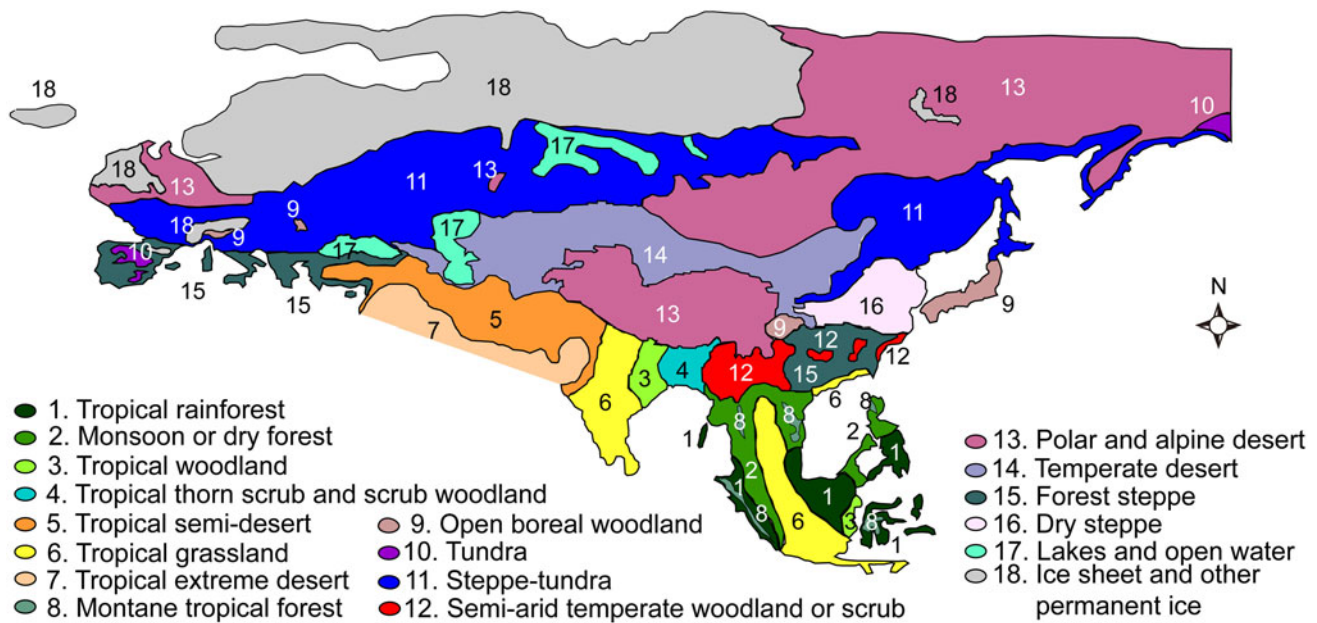 18
18
13
18
13
10
17
18
13
11
13
9
11
18
9
17
10
17
14
15
15
16
9
N
13
5
7
9
12
12
3
4
12
15
6
6
8
8
8
1
2
2
1
1
1
3
8
8
6
1
1. Tropical rainforest
2. Monsoon or dry forest
3. Tropical woodland
4. Tropical thorn scrub and scrub woodland
5. Tropical semi-desert
6. Tropical grassland
7. Tropical extreme desert
8. Montane tropical forest
9. Open boreal woodland
10. Tundra
11. Steppe-tundra
12. Semi-arid temperate woodland or scrub
13. Polar and alpine desert
14. Temperate desert
15. Forest steppe
16. Dry steppe
17. Lakes and open water
18. Ice sheet and other
permanent ice